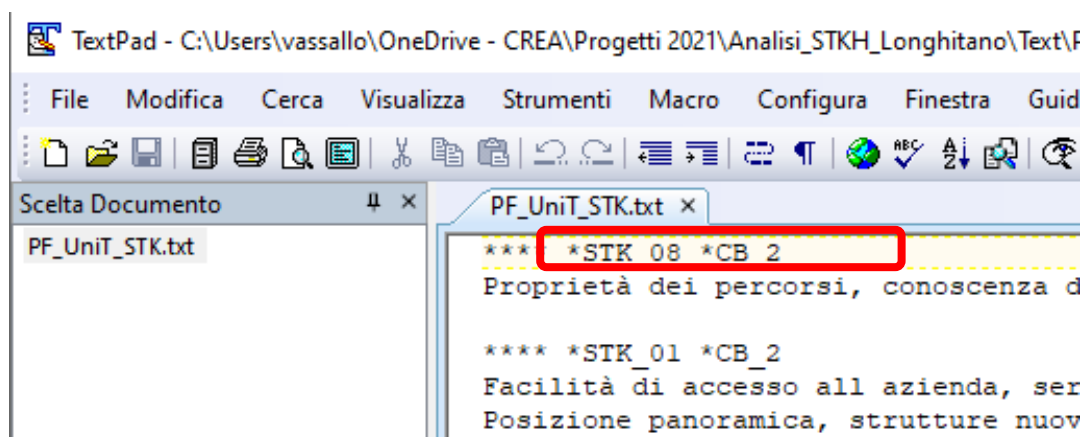 TextPad - C:\Users\vassallo\OneDrive - CREA\Progetti 2021\Analisi_STKH_Longhitano\Text\
File Modifica Cerca Visualizza Strumenti Macro Configura Finestra Guid
Scelta Documento
PF_UniT_STK.txt
PF_UniT_STK.txt
**** *STK_08 *CB_2
Proprietà dei percorsi, conoscenza d
**** *STK_01 *CB_2
Facilità di accesso all azienda, ser
Posizione panoramica, strutture nuov